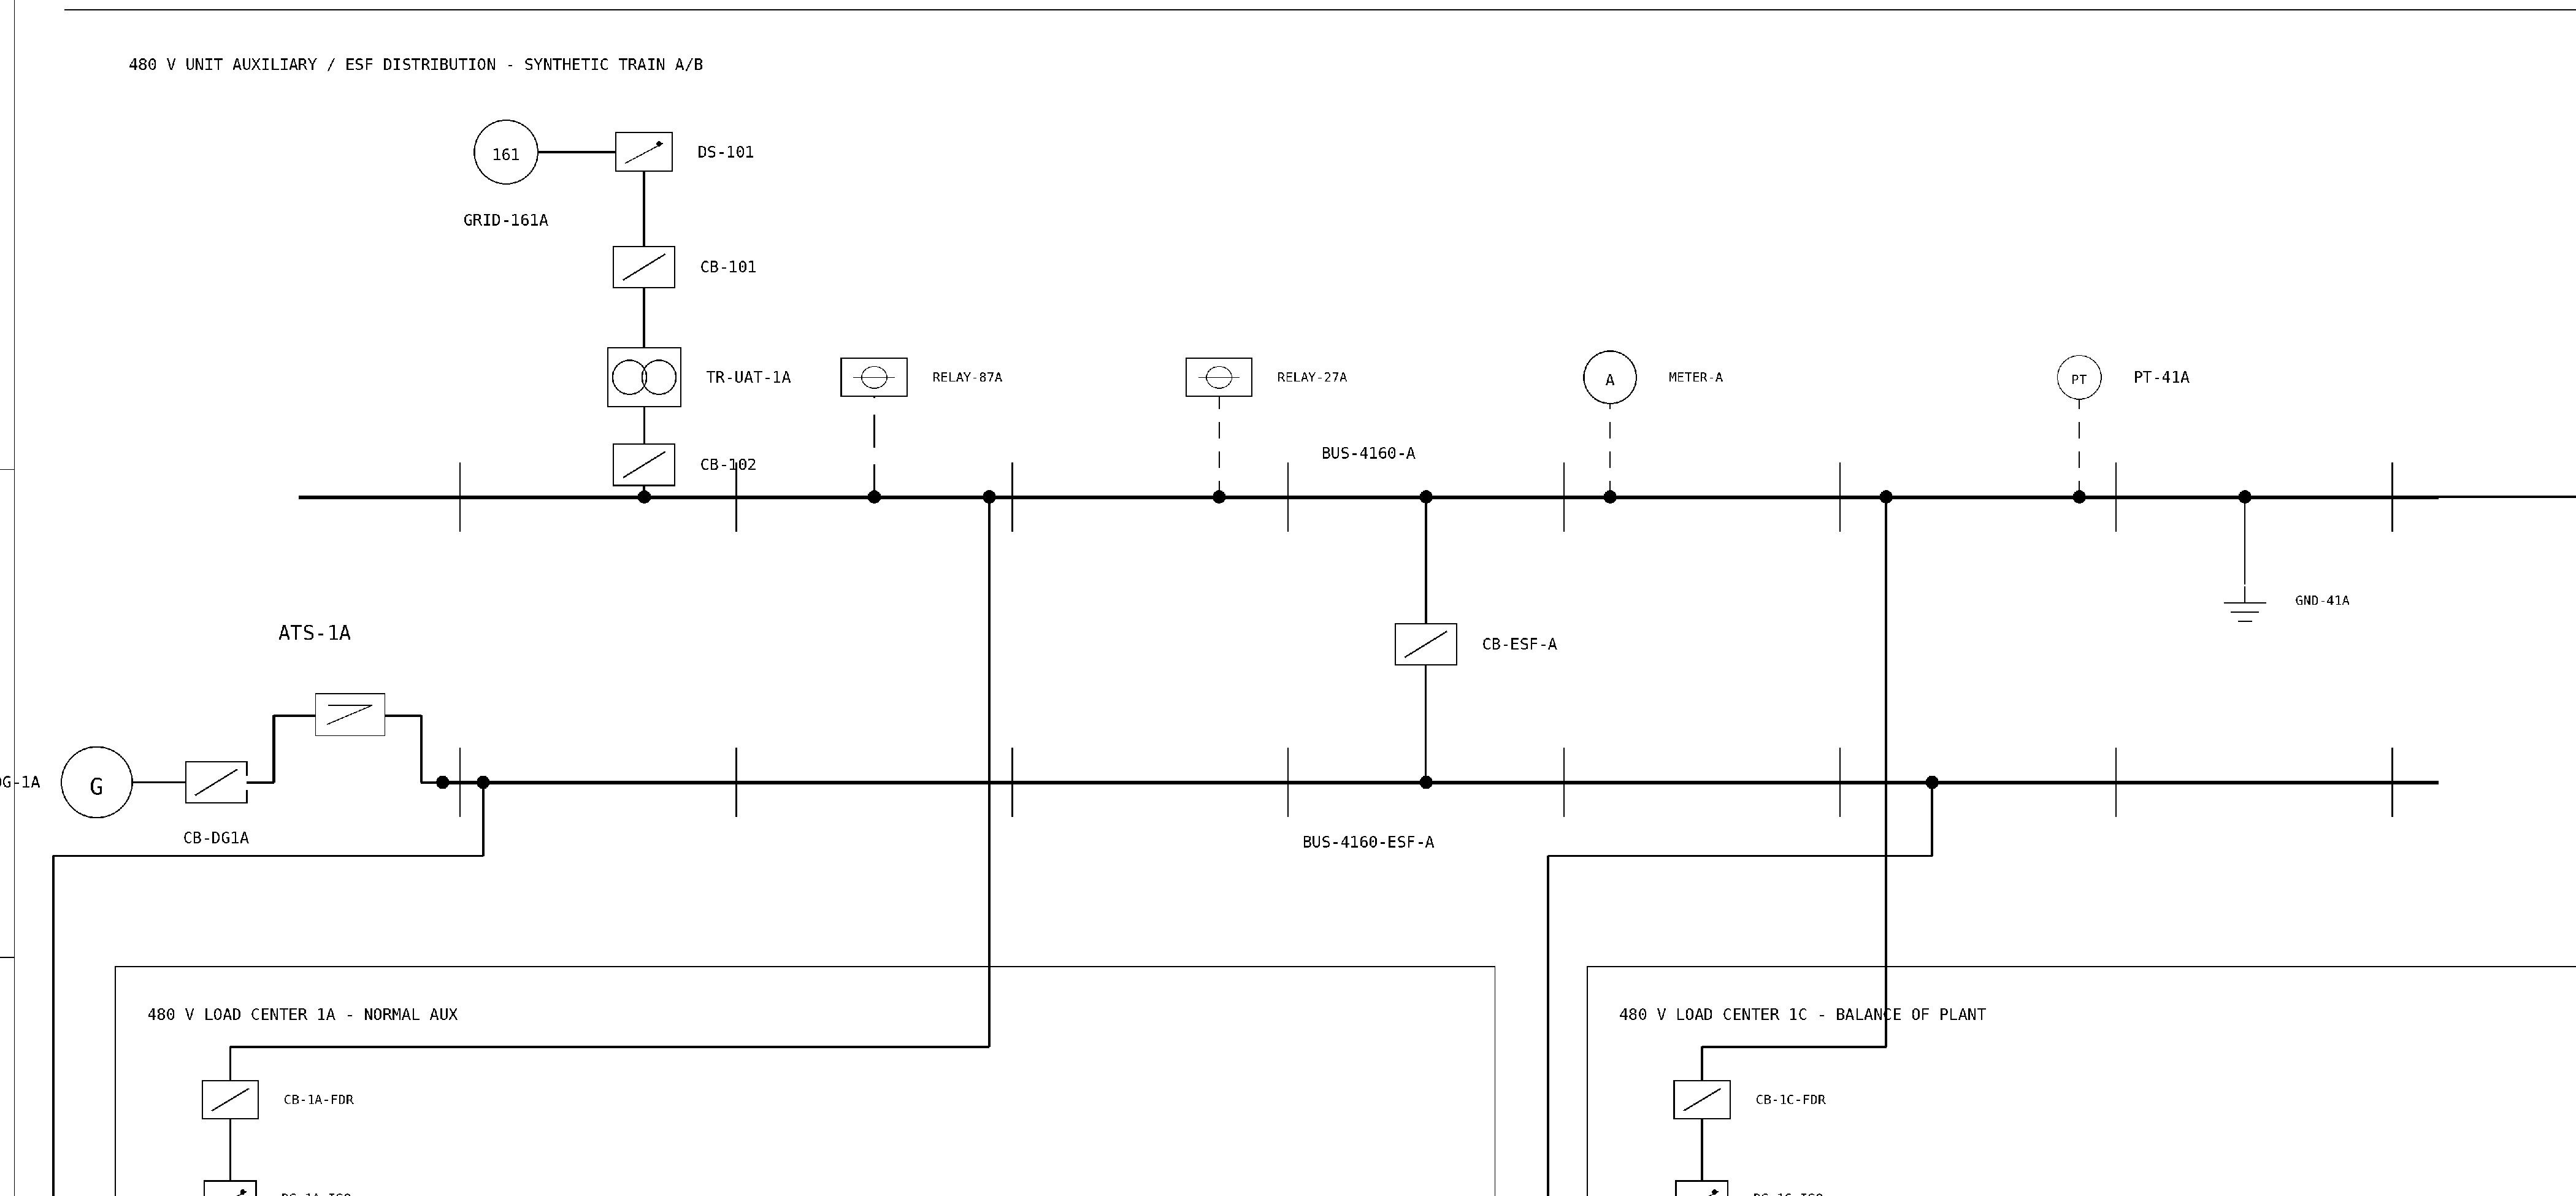 480 V UNIT AUXILIARY / ESF DISTRIBUTION - SYNTHETIC TRAIN A/B
161
DS-101
GRID-161A
CB-101
TR-UAT-1A
RELAY-87A
RELAY-27A
A
METER-A
PT
PT-41A
CB-102
BUS-4160-A
GND-41A
ATS-1A
CB-ESF-A
G-1A
G
CB-DG1A
BUS-4160-ESF-A
480 V LOAD CENTER 1A - NORMAL AUX
480 V LOAD CENTER 1C - BALANCE OF PLANT
CB-1A-FDR
CB-1C-FDR